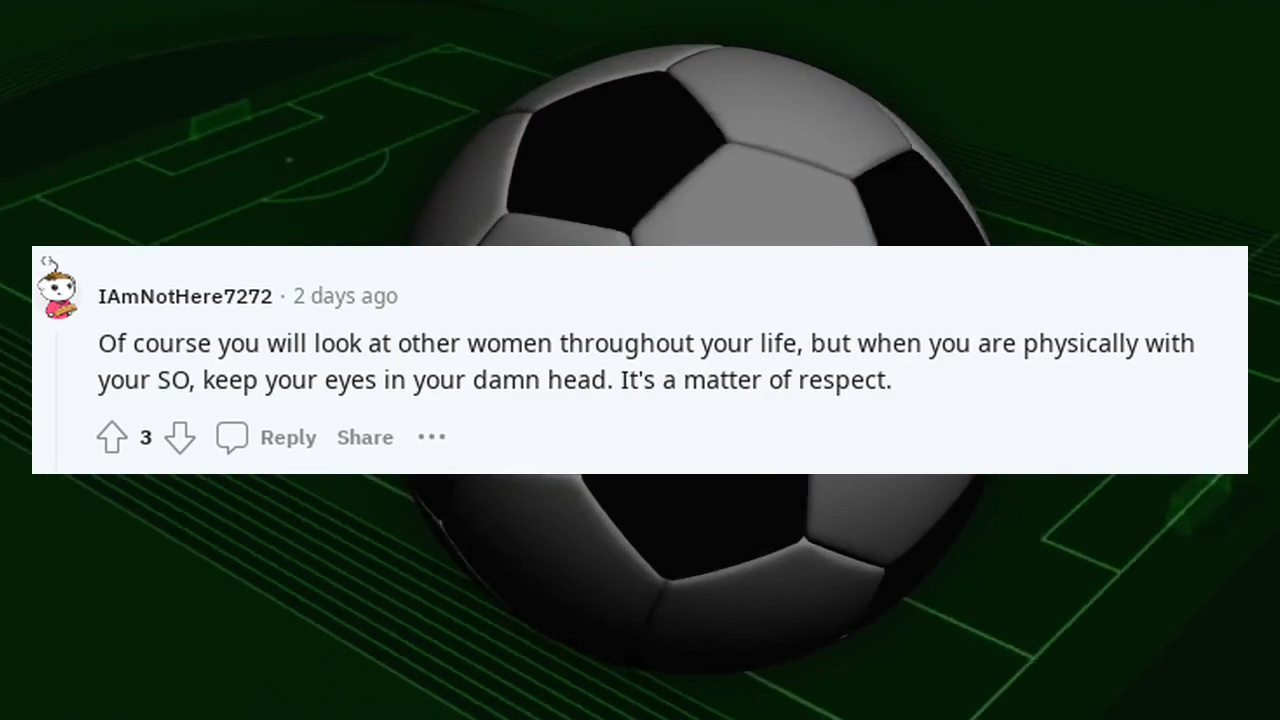 IAmNotHere7272 · 2 days ago
Of course you will look at other women throughout your life, but when you are physically with
your SO, keep your eyes in your damn head. It's a matter of respect.
3 Reply Share ···